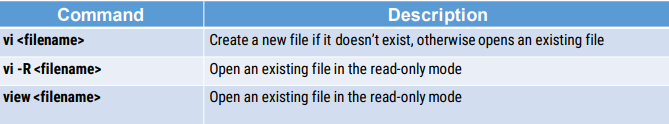 Command Description
vi <filename> Create a new file if it doesn’t exist, otherwise opens an existing file
vi -R <filename> Open an existing file in the read-only mode
view <filename> Open an existing file in the read-only mode